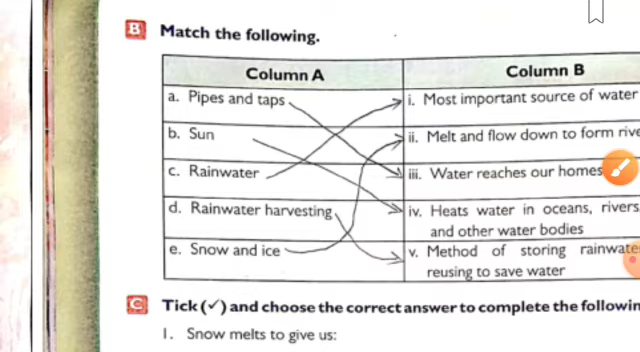 B Match the following.
Column A Column B
a. Pipes and taps i. Most important source of water
b. Sun ii. Melt and flow down to form
c. Rainwater iii. Water reaches our homes
d. Rainwater harvesting iv. Heats water in oceans, rivers
and other water bodies
e. Snow and ice v. Method of storing
reusing to save water
C Tick (✓) and choose the correct answer to complete the
1. Snow melts to give us: